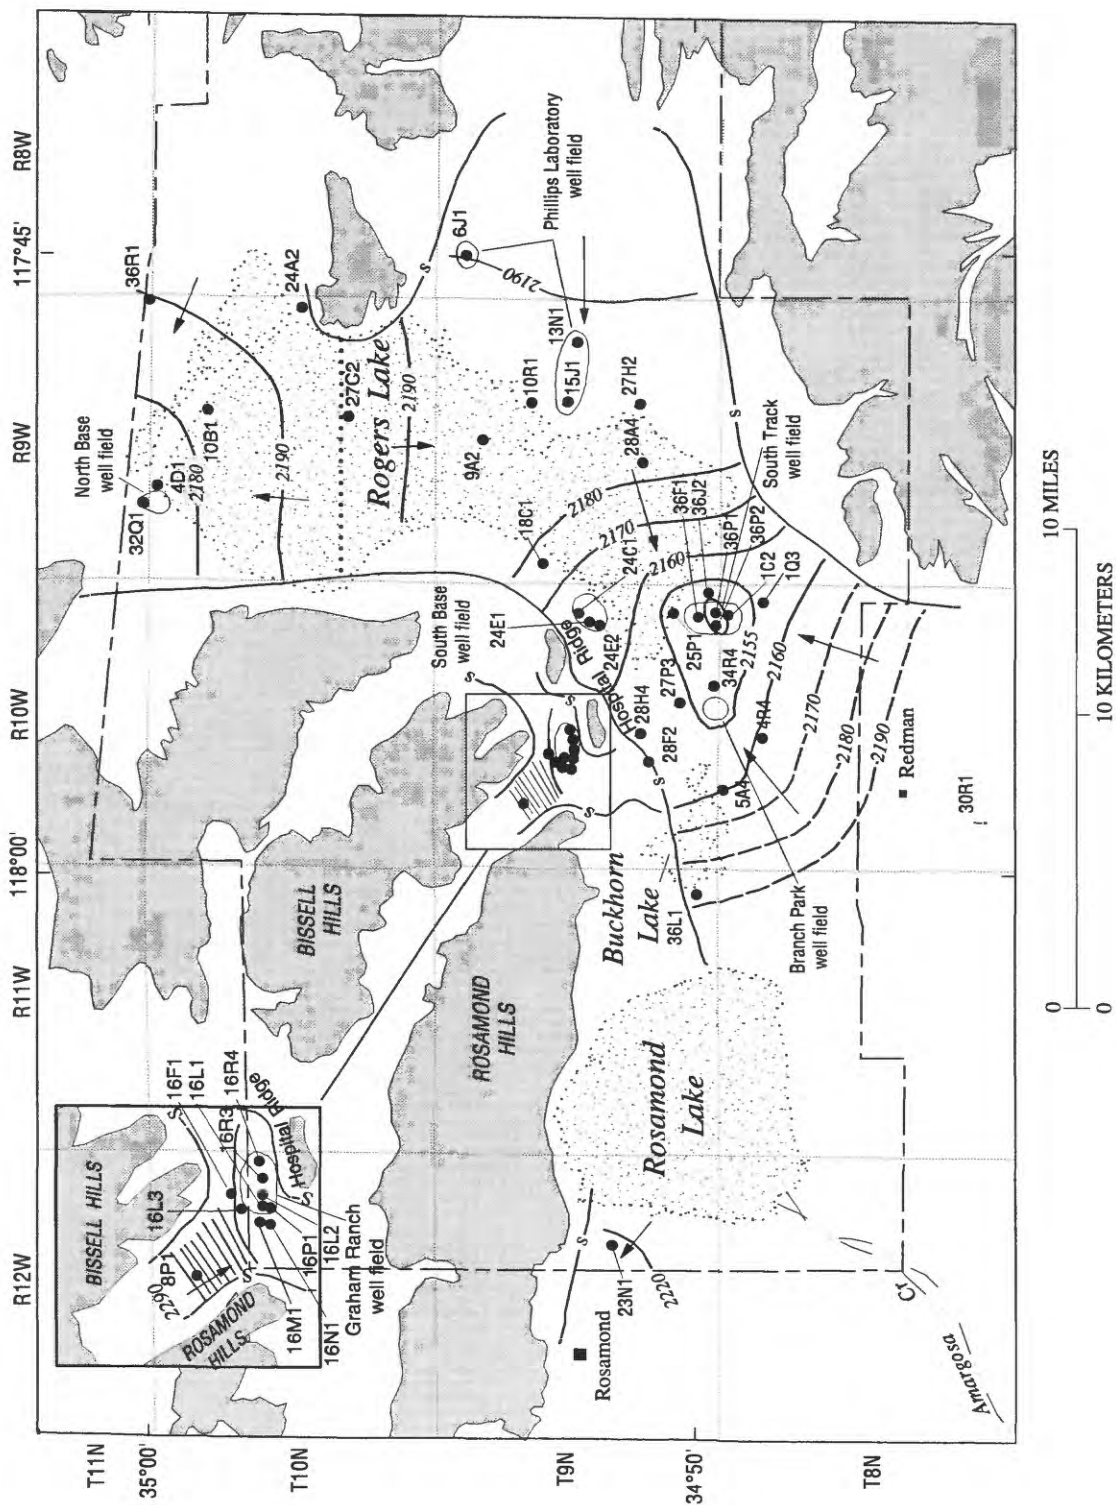 R12W
R11W
118°00'
R10W
R9W
117°45'
R8W
T11N
35°00'
T10N
T9N
34°50'
T8N
BISSELL HILLS
16L3
8P1
2290
S
ROSAMOND
HILLS
16F1
16L1
16R3
16R4
S
Hospital Ridge
S
16M1
16N1
16P1
16L2
Graham Ranch
well field
BISSELL
HILLS
ROSAMOND
HILLS
North Base
well field
32Q1
4D1
2180
10B1
36R1
2190
24A2
27C2
Rogers Lake
2190
9A2
S
6J1
2190
Phillips Laboratory
well field
13N1
15J1
10R1
27H2
28A4
18C1
2180
2170
2160
24C1
24E1
24E2
South Base
well field
S
S
S
Hospital Ridge
28H4
28F2
S
27P3
25P1
34R4
36F1
36J2
36P1
36P2
South Track
well field
S
1C2
1Q3
2155
2160
4R4
5A4
2170
2180
2190
Buckhorn
Lake
36L1
Branch Park
well field
Redman
30R1
Rosamond
Lake
S
23N1
2220
Rosamond
Amargosa
Cr
0
10 MILES
0
10 KILOMETERS